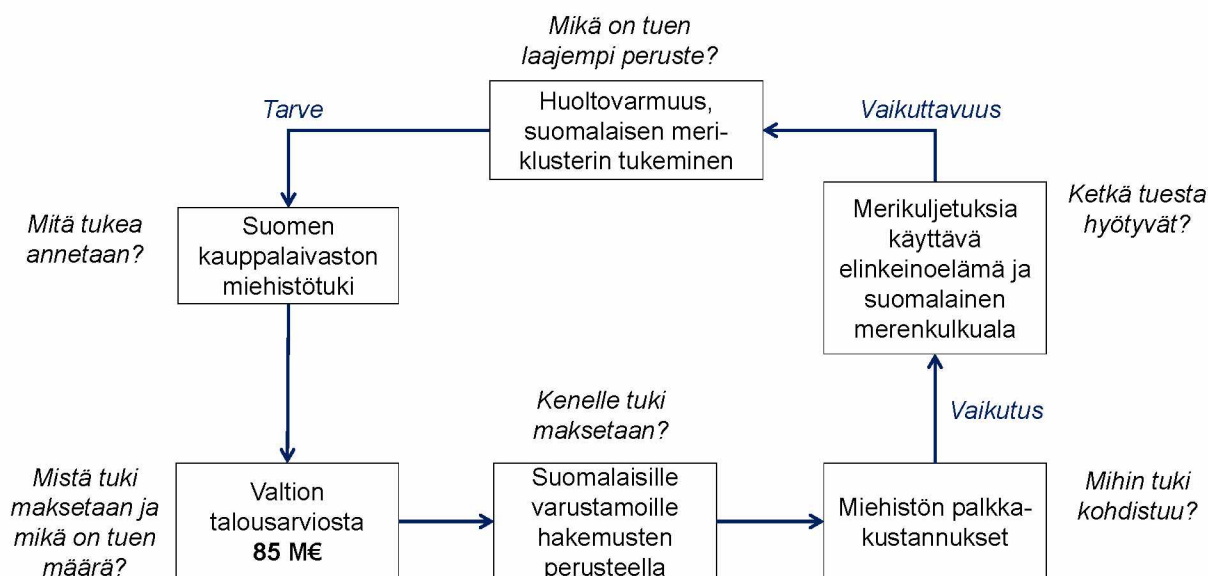 Mikä on tuen
laajempi peruste?
Tarve
Huoltovarmuus,
suomalaisen meri-
klusterin tukeminen
Vaikuttavuus
Mitä tukea
annetaan?
Suomen
kauppalaivaston
miehistötuki
Merikuljetuksia
käyttävä
elinkeinoelämä ja
suomalainen
merenkulkuala
Ketkä tuesta
hyötyvät?
Kenelle tuki
maksetaan?
Vaikutus
Mistä tuki
maksetaan ja
mikä on tuen
määrä?
Valtion
talousarviosta
85 M€
Suomalaisille
varustamoille
hakemusten
perusteella
Miehistön palkka-
kustannukset
Mihin tuki
kohdistuu?